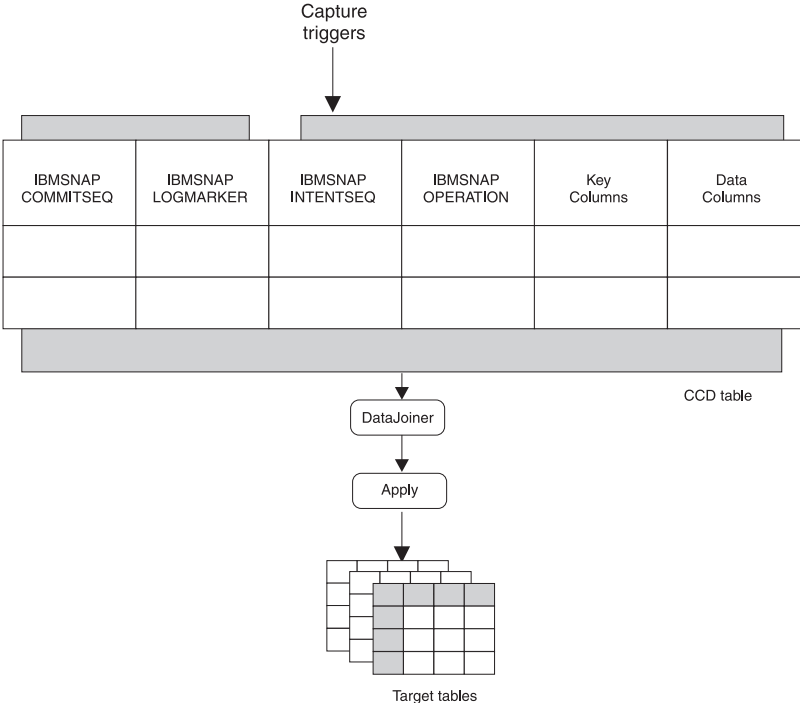 Capture
triggers
IBMSNAP
COMMITSEQ
IBMSNAP
LOGMARKER
IBMSNAP
INTENTSEQ
IBMSNAP
OPERATION
Key
Columns
Data
Columns
CCD table
DataJoiner
Apply
Target tables